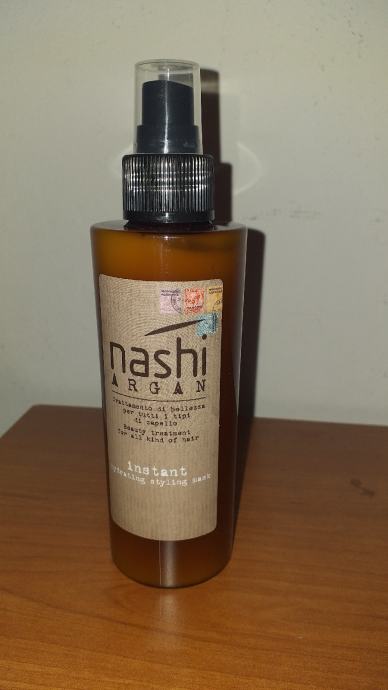 nashi
ARGAN
Trattamento di bellezza
per tutti i tipi
di capello
Beauty treatment
for all kind of hair
instant
hydrating styling mask